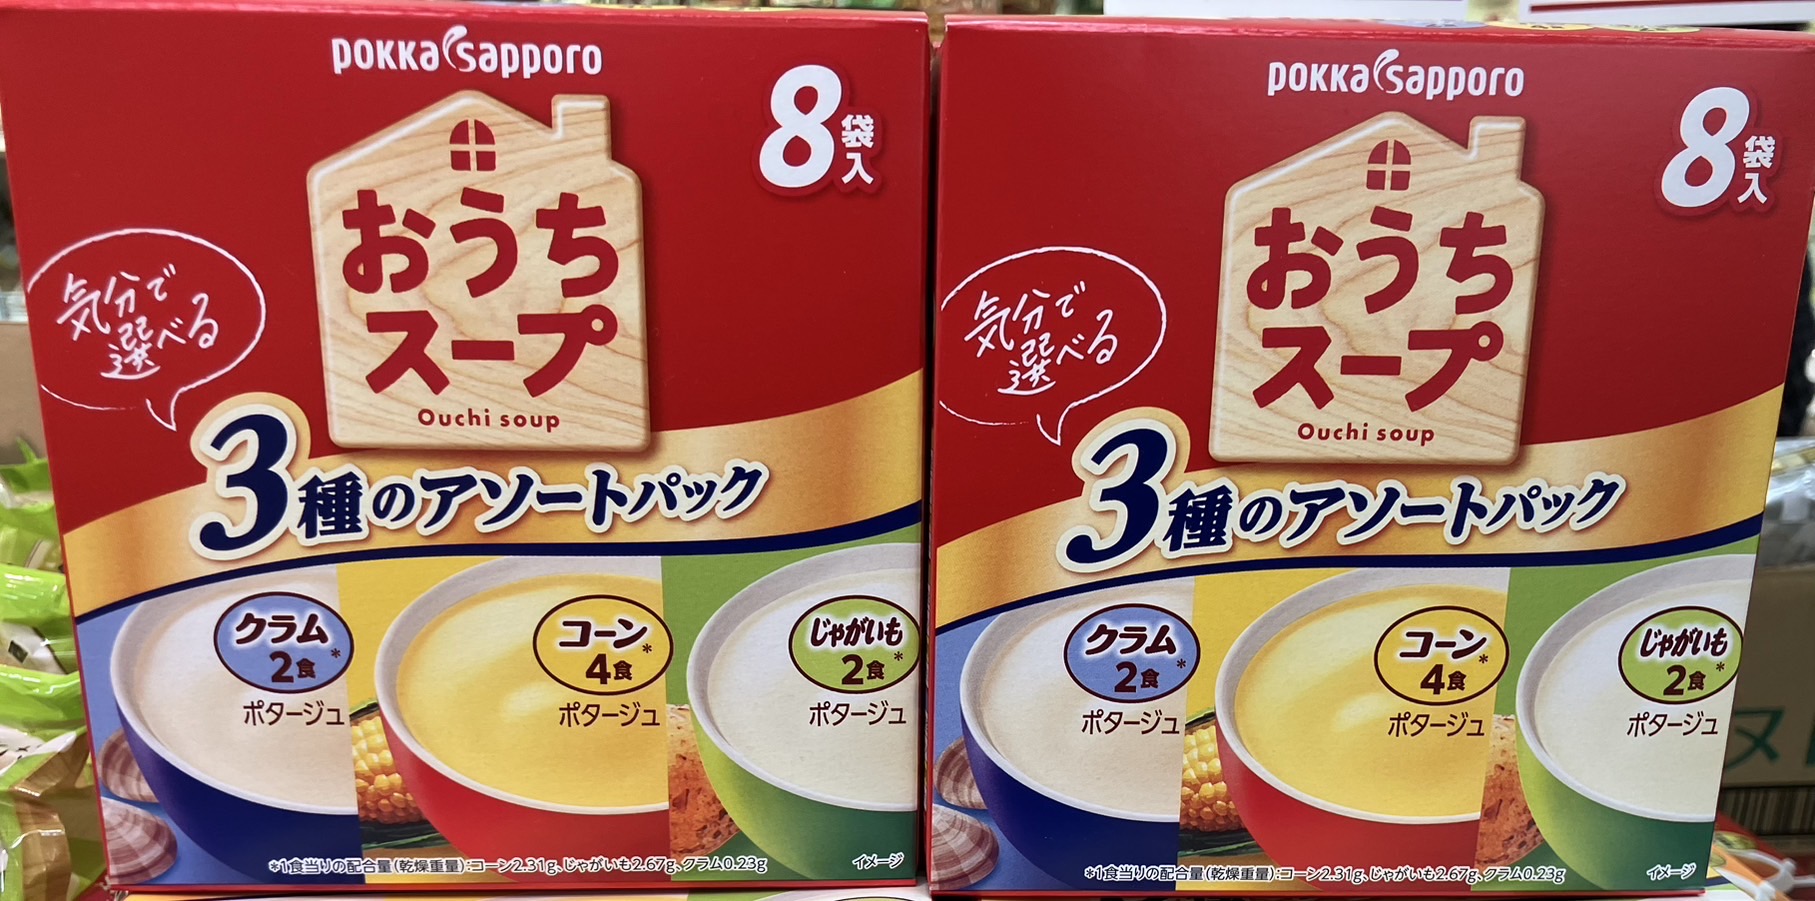 POKKA sapporo
8袋入
おうち
スープ
Ouchi soup
気分で
選べる
3種のアソートパック
クラム
2食*
ポタージュ
コーン
4食*
ポタージュ
じゃがいも
2食*
ポタージュ
*1食当りの配合量(乾燥重量):コーン2.31g、じゃがいも2.67g、クラム0.23g
イメージ
POKKA sapporo
8袋入
おうち
スープ
Ouchi soup
気分で
選べる
3種のアソートパック
クラム
2食*
ポタージュ
コーン
4食*
ポタージュ
じゃがいも
2食*
ポタージュ
*1食当りの配合量(乾燥重量):コーン2.31g、じゃがいも2.67g、クラム0.23g
イメージ